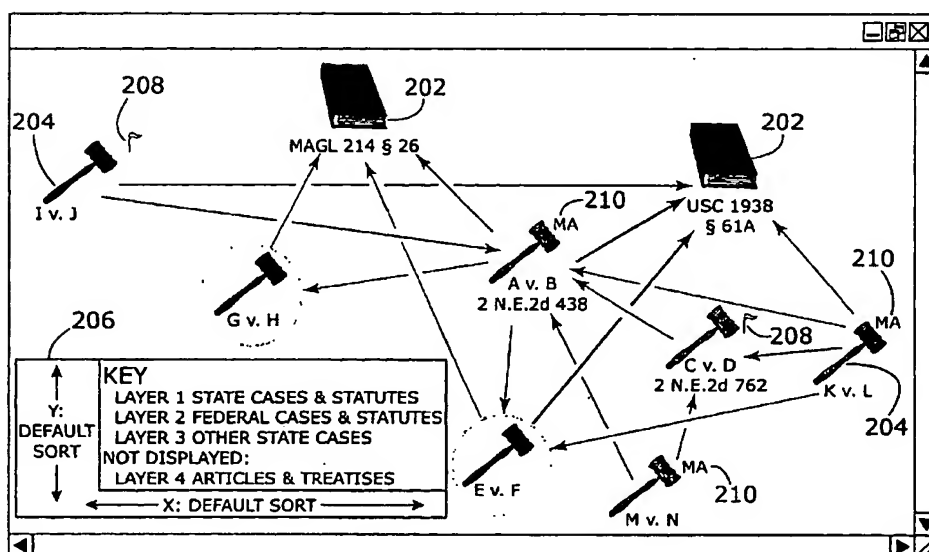 208
202
204
202
MAGL 214 § 26
I v. J
USC 1938
§ 61A
210
MA
210
A v. B
2 N.E.2d 438
MA
G v. H
208
206
C v. D
2 N.E.2d 762
K v. L
204
KEY
LAYER 1 STATE CASES & STATUTES
LAYER 2 FEDERAL CASES & STATUTES
LAYER 3 OTHER STATE CASES
NOT DISPLAYED:
LAYER 4 ARTICLES & TREATISES
Y:
DEFAULT
SORT
X: DEFAULT SORT
E v. F
MA
210
M v. N